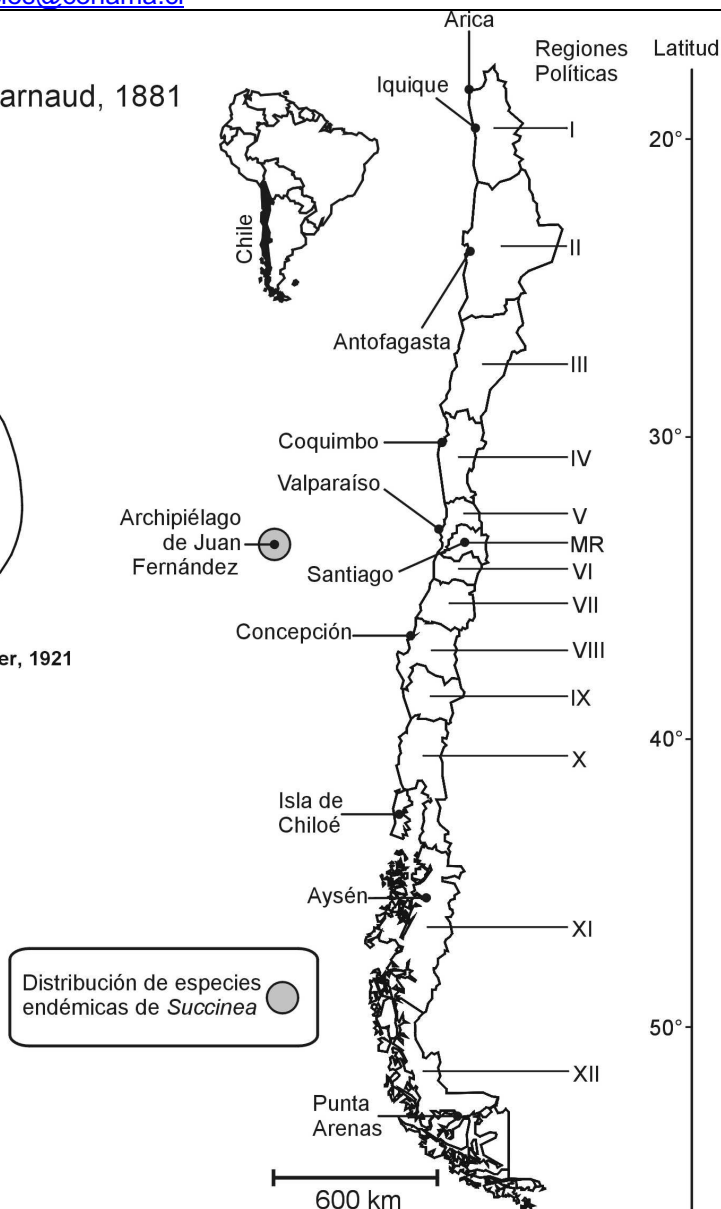 Arica
Regiones
Políticas
Latitud
arnaud, 1881
Iquique
I
20°
Chile
II
Antofagasta
III
30°
Coquimbo
IV
Valparaíso
V
Archipiélago
de Juan
Fernández
MR
Santiago
VI
VII
Concepción
VIII
er, 1921
IX
40°
X
Isla de
Chiloé
Aysén
XI
Distribución de especies
endémicas de Succinea
50°
XII
Punta
Arenas
600 km